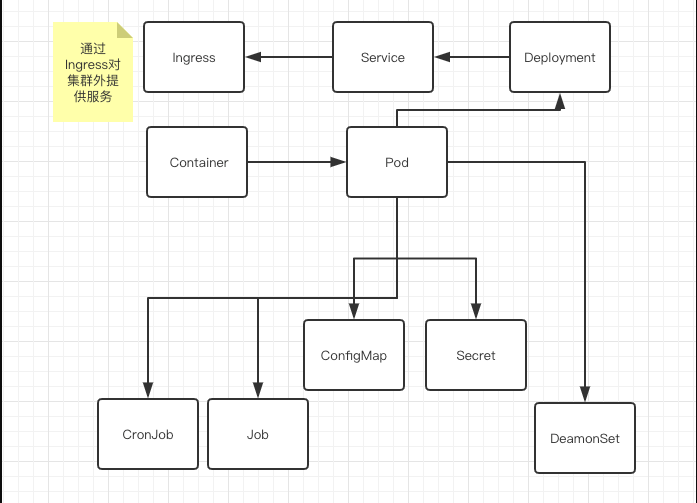 通过
Ingress对
集群外提
供服务
Ingress
Service
Deployment
Container
Pod
ConfigMap
Secret
CronJob
Job
DeamonSet